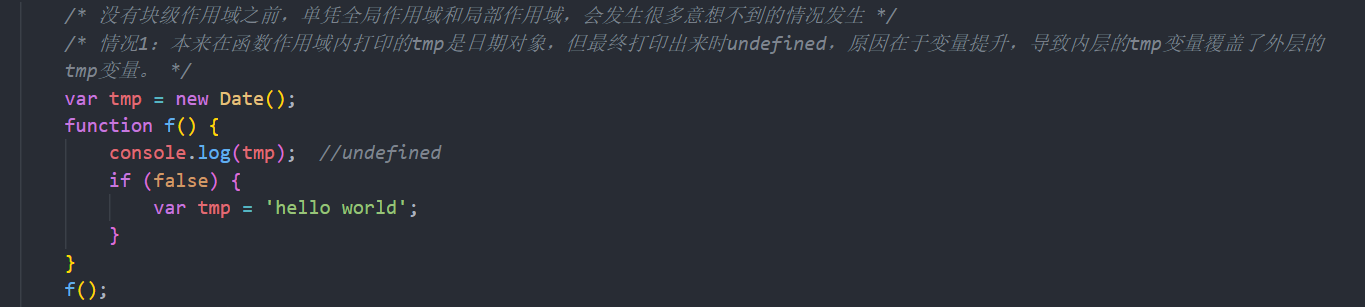 /* 没有块级作用域之前，单凭全局作用域和局部作用域，会发生很多意想不到的情况发生 */
/* 情况1：本来在函数作用域内打印的tmp是日期对象，但最终打印出来时undefined，原因在于变量提升，导致内层的tmp变量覆盖了外层的
tmp变量。 */
var tmp = new Date();
function f() {
    console.log(tmp);  //undefined
    if (false) {
        var tmp = 'hello world';
    }
}
f();